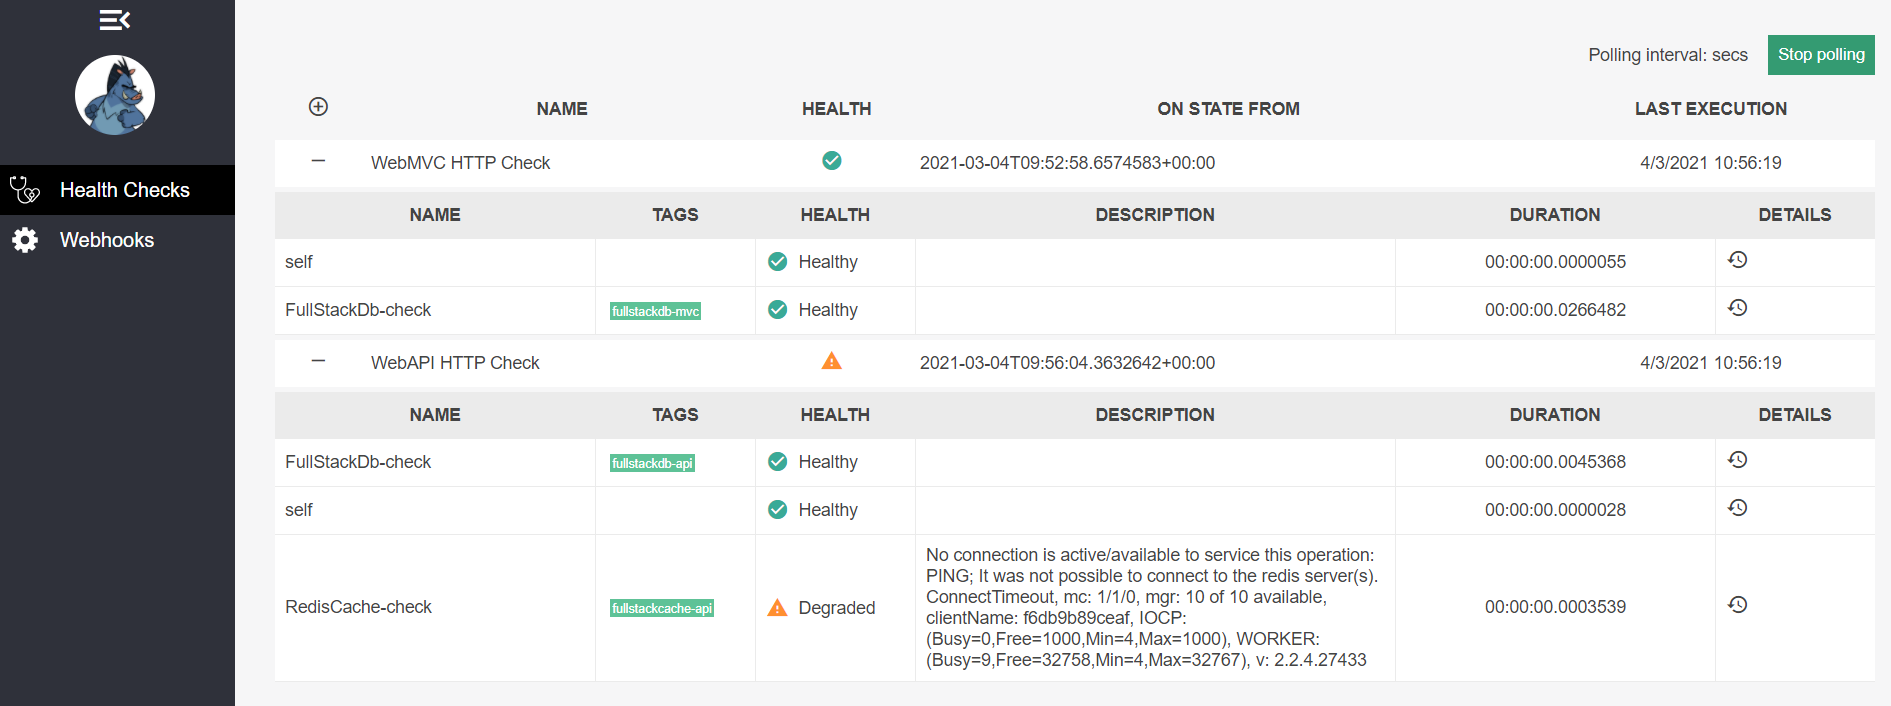 Polling interval: secs Stop polling
NAME HEALTH ON STATE FROM LAST EXECUTION
WebMVC HTTP Check 2021-03-04T09:52:58.6574583+00:00 4/3/2021 10:56:19
Health Checks
Webhooks
NAME TAGS HEALTH DESCRIPTION DURATION DETAILS
self Healthy 00:00:00.0000055
FullStackDb-check fullstackdb-mvc Healthy 00:00:00.0266482
WebAPI HTTP Check 2021-03-04T09:56:04.3632642+00:00 4/3/2021 10:56:19
NAME TAGS HEALTH DESCRIPTION DURATION DETAILS
FullStackDb-check fullstackdb-api Healthy 00:00:00.0045368
self Healthy 00:00:00.0000028
RedisCache-check fullstackcache-api Degraded
No connection is active/available to service this operation:
PING; It was not possible to connect to the redis server(s).
ConnectTimeout, mc: 1/1/0, mgr: 10 of 10 available,
clientName: f6db9b89ceaf, IOCP:
(Busy=0,Free=1000,Min=4,Max=1000), WORKER:
(Busy=9,Free=32758,Min=4,Max=32767), v: 2.2.4.27433
00:00:00.0003539